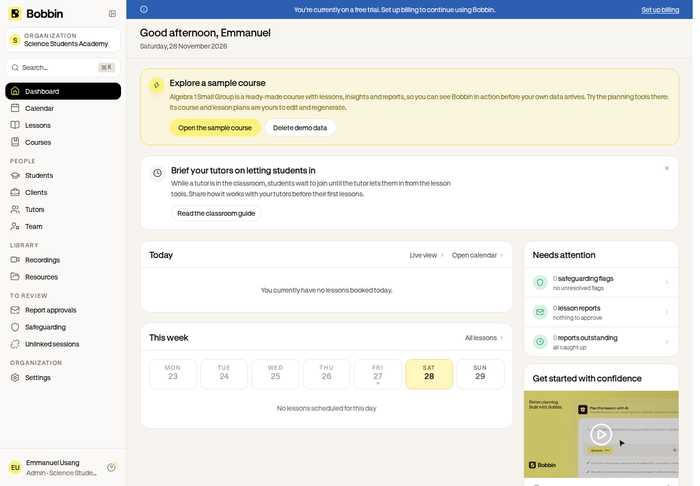 Bobbin
You're currently on a free trial. Set up billing to continue using Bobbin.
Set up billing
ORGANIZATION
S
Science Students Academy
Search...
⌘ K
Dashboard
Calendar
Lessons
Courses
PEOPLE
Students
Clients
Tutors
Team
LIBRARY
Recordings
Resources
TO REVIEW
Report approvals
Safeguarding
Unlinked sessions
ORGANIZATION
Settings
EU
Emmanuel Usang
Admin · Science Stude...
Good afternoon, Emmanuel
Saturday, 28 November 2026
Explore a sample course
Algebra 1 Small Group is a ready-made course with lessons, insights and reports, so you can see Bobbin in action before your own data arrives. Try the planning tools there:
its course and lesson plans are yours to edit and regenerate.
Open the sample course
Delete demo data
Brief your tutors on letting students in
While a tutor is in the classroom, students wait to join until the tutor lets them in from the lesson
tools. Share how it works with your tutors before their first lessons.
Read the classroom guide
Today
Live view
Open calendar
You currently have no lessons booked today.
This week
All lessons
MON
23
TUE
24
WED
25
THU
26
FRI
27
SAT
28
SUN
29
No lessons scheduled for this day
Needs attention
0 safeguarding flags
no unresolved flags
0 lesson reports
nothing to approve
0 reports outstanding
all caught up
Get started with confidence
Better planning.
Built with Bobbin.
Plan this lesson with AI
Bobbin